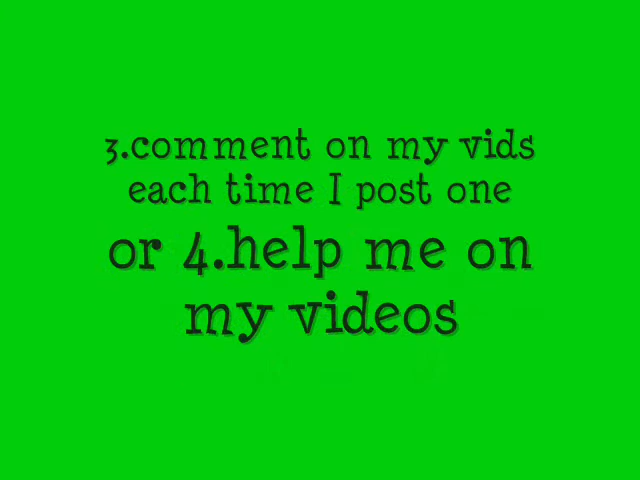 3.comment on my vids
each time I post one
or 4.help me on
my videos